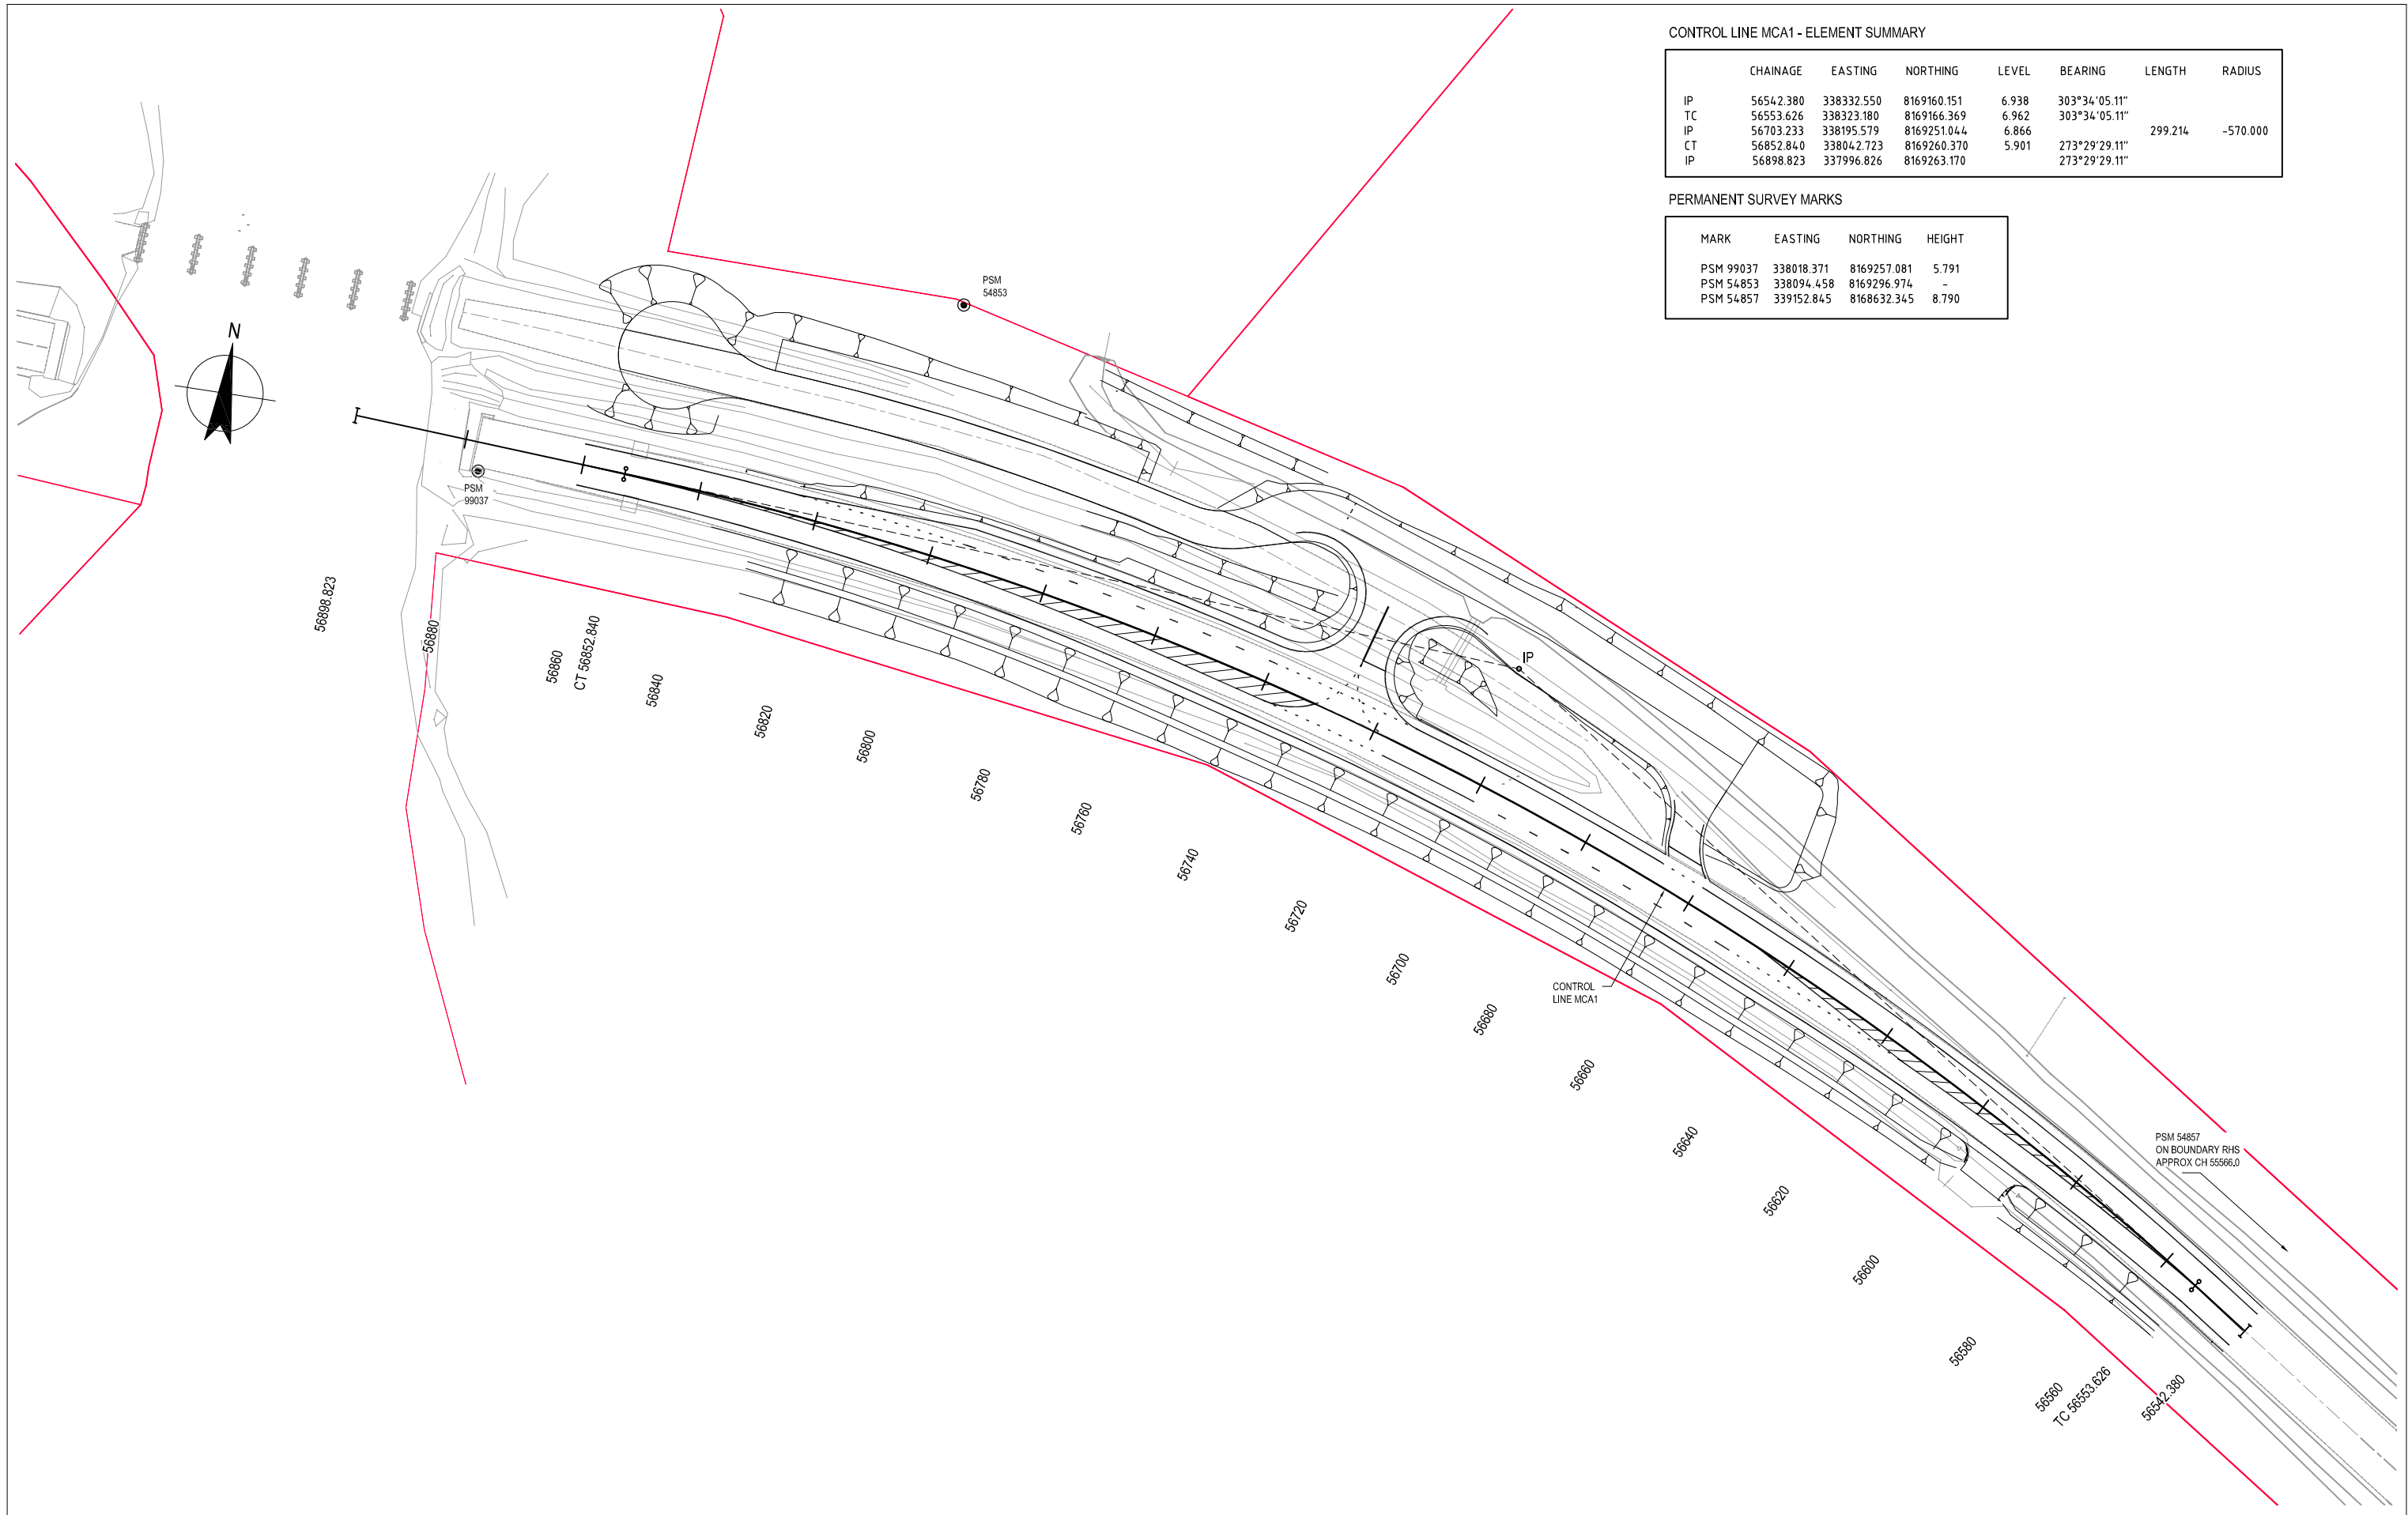 CONTROL LINE MCA1 - ELEMENT SUMMARY
CHAINAGE EASTING NORTHING LEVEL BEARING LENGTH RADIUS
IP 56542.380 338332.550 8169160.151 6.938 303°34'05.11"
TC 56553.626 338323.180 8169166.369 6.962 303°34'05.11"
IP 56703.233 338195.579 8169251.044 6.866 299.214 -570.000
CT 56852.840 338042.723 8169260.370 5.901 273°29'29.11"
IP 56898.823 337996.826 8169263.170 273°29'29.11"
PERMANENT SURVEY MARKS
MARK EASTING NORTHING HEIGHT
PSM 99037 338018.371 8169257.081 5.791
PSM 54853 338094.458 8169296.974 -
PSM 54857 339152.845 8168632.345 8.790
PSM
54853
N
PSM
99037
IP
56898.823
56880
56860
CT 56852.840
56840
56820
56800
56780
56760
56740
56720
56700
56680
56660
56640
56620
56600
56580
56560
TC 56553.626
56542.380
CONTROL
LINE MCA1
PSM 54857
ON BOUNDARY RHS
APPROX CH 55566.0